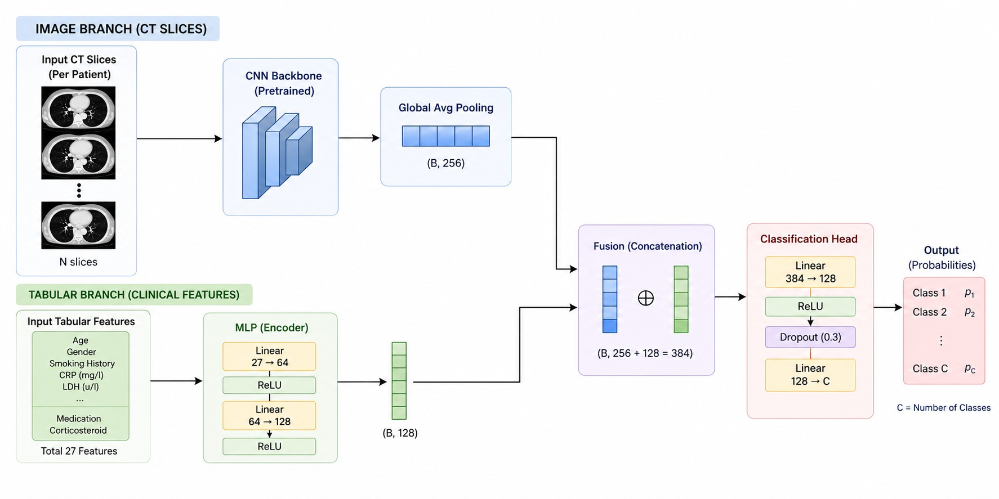 IMAGE BRANCH (CT SLICES)
Input CT Slices
(Per Patient)
N slices
CNN Backbone
(Pretrained)
Global Avg Pooling
(B, 256)
TABULAR BRANCH (CLINICAL FEATURES)
Input Tabular Features
Age
Gender
Smoking History
CRP (mg/l)
LDH (u/l)
...
Medication
Corticosteroid
Total 27 Features
MLP (Encoder)
Linear
27 → 64
ReLU
Linear
64 → 128
ReLU
(B, 128)
Fusion (Concatenation)
⊕
(B, 256 + 128 = 384)
Classification Head
Linear
384 → 128
ReLU
Dropout (0.3)
Linear
128 → C
Output
(Probabilities)
Class 1 p₁
Class 2 p₂
⋮
Class C p_C
C = Number of Classes